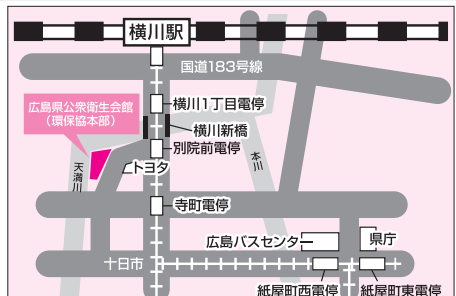 横川駅
国道183号線
広島県公衆衛生会館
（環保協本部）
横川1丁目電停
横川新橋
別院前電停
トヨタ
天満川
本川
寺町電停
広島バスセンター
県庁
十日市
紙屋町西電停
紙屋町東電停